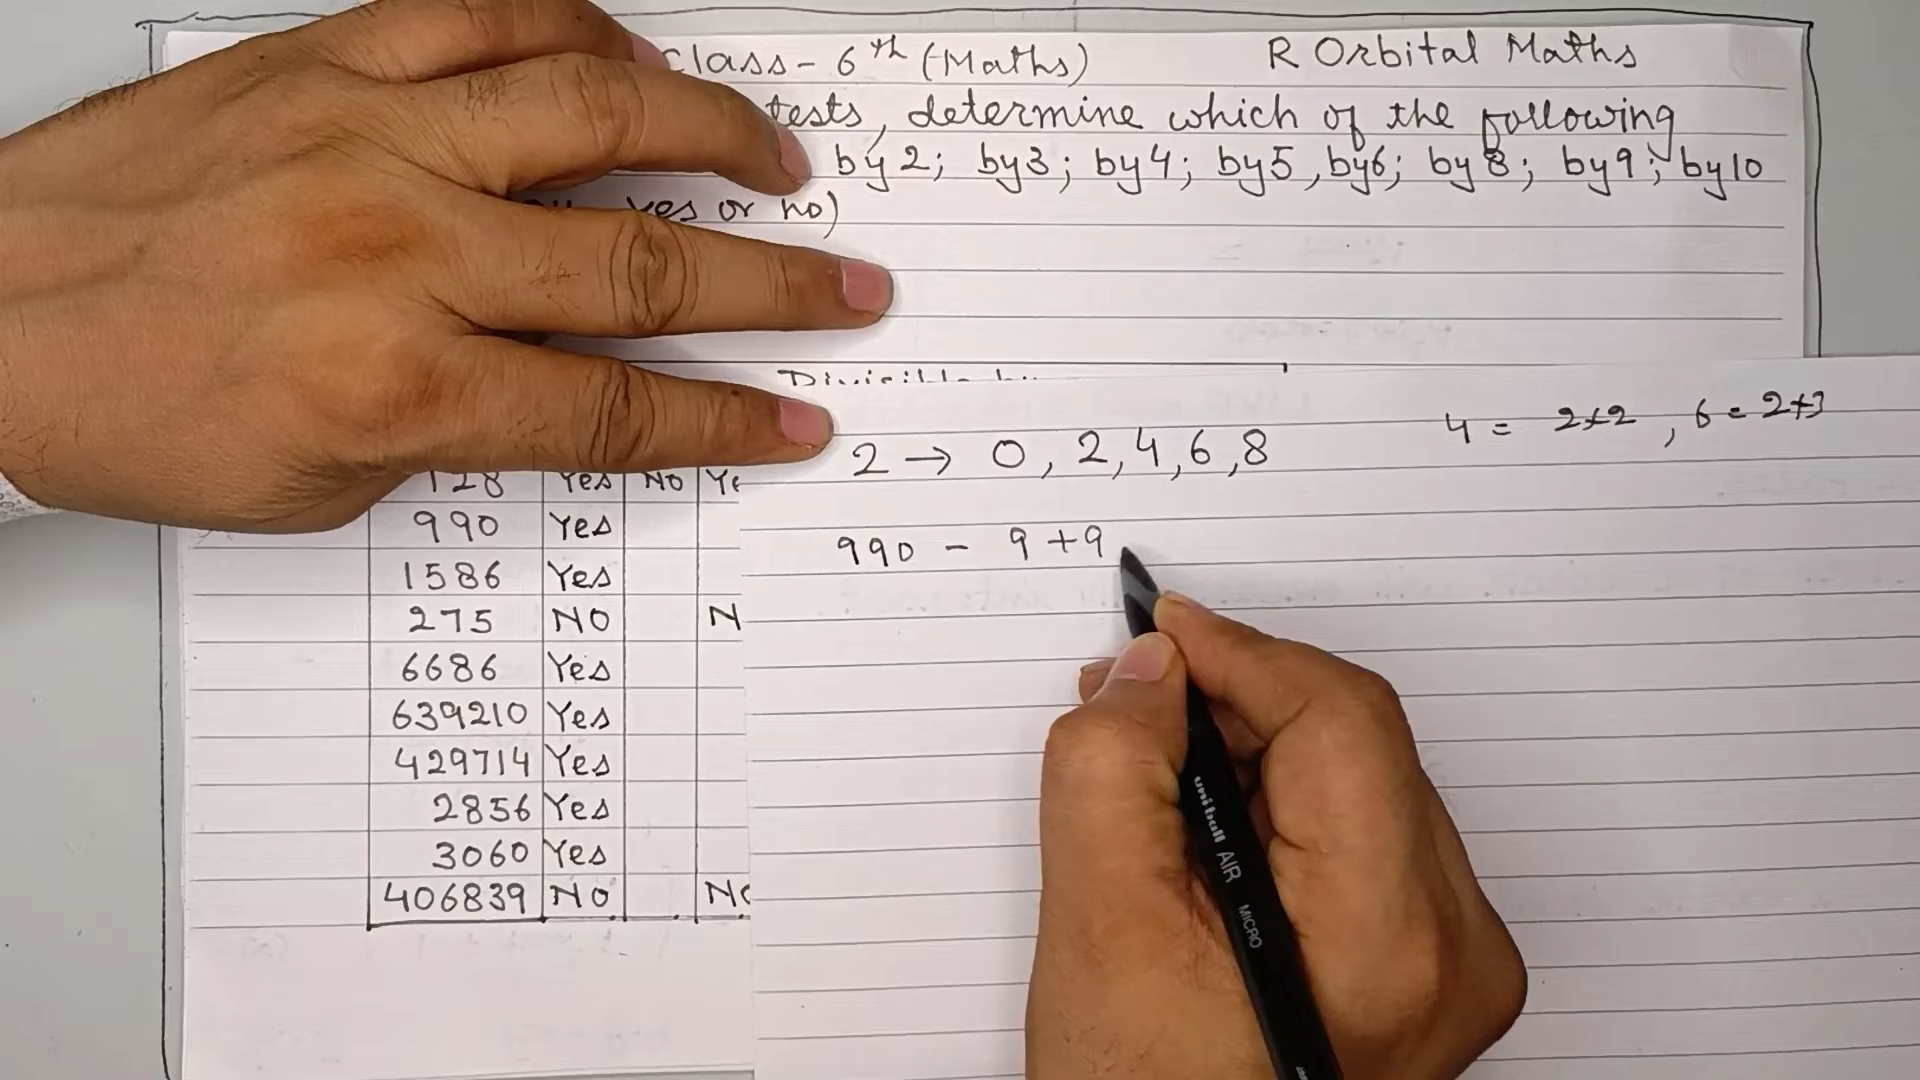 class - 6th (Maths) R Orbital Maths
tests, determine which of the following
by 2; by 3; by 4; by 5, by 6; by 8; by 9; by 10
yes or no)
4 = 2×2, 6 = 2×3
2 → 0, 2, 4, 6, 8
128 Yes No
990 Yes
990 - 9 + 9
1586 Yes
275 NO N
6686 Yes
639210 Yes
429714 Yes
2856 Yes
3060 Yes
406839 NO
uniball AIR MICRO